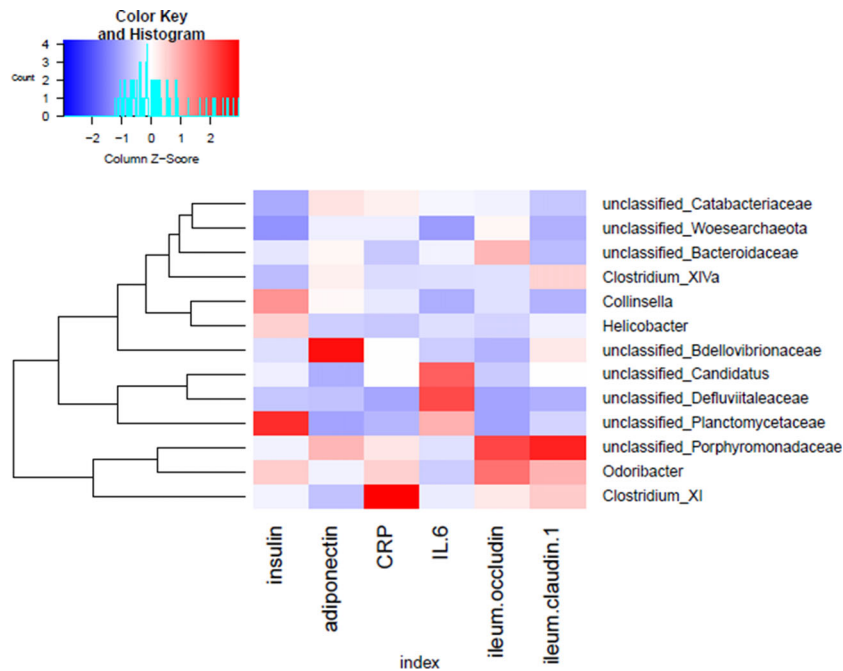 Color Key
and Histogram
Count
4
3
2
1
0
−2 −1 0 1 2
Column Z−Score
unclassified_Catabacteriaceae
unclassified_Woesearchaeota
unclassified_Bacteroidaceae
Clostridium_XIVa
Collinsella
Helicobacter
unclassified_Bdellovibrionaceae
unclassified_Candidatus
unclassified_Defluviitaleaceae
unclassified_Planctomycetaceae
unclassified_Porphyromonadaceae
Odoribacter
Clostridium_XI
insulin
adiponectin
CRP
IL.6
ileum.occludin
ileum.claudin.1
index